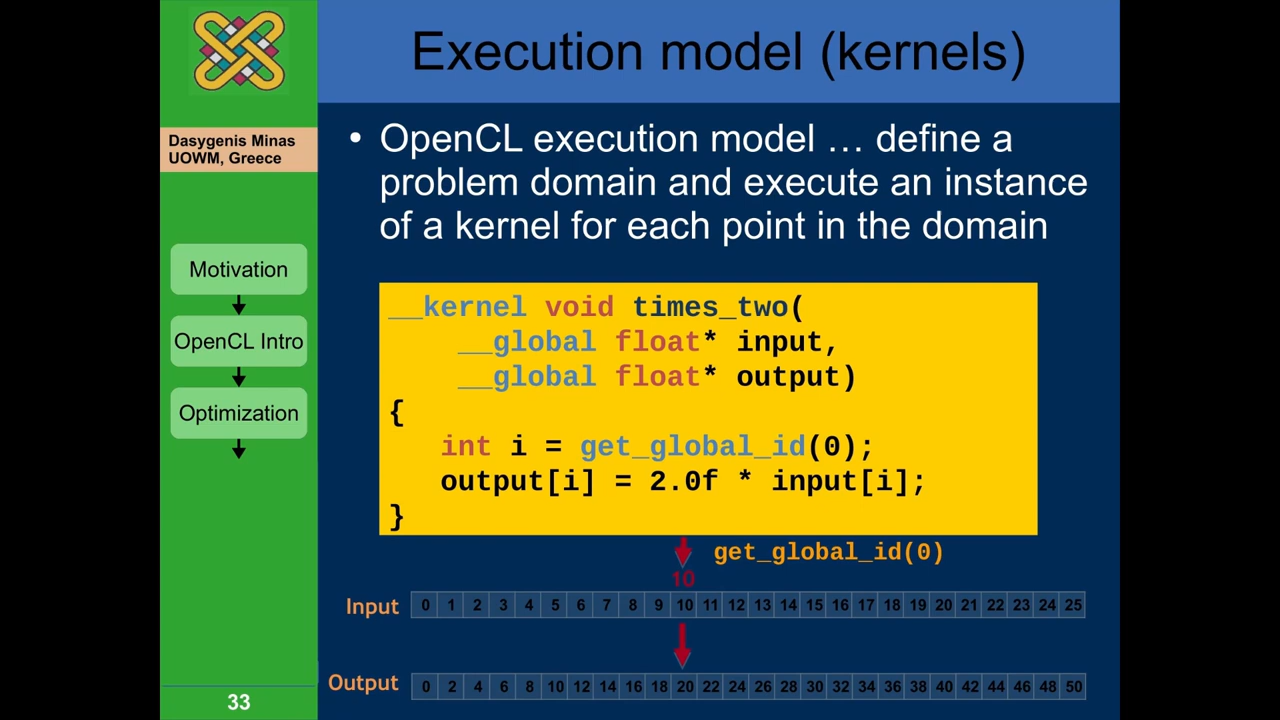 Execution model (kernels)
Dasygenis Minas
UOWM, Greece
Motivation
OpenCL Intro
Optimization
33
• OpenCL execution model … define a
problem domain and execute an instance
of a kernel for each point in the domain
__kernel void times_two(
    __global float* input,
    __global float* output)
{
   int i = get_global_id(0);
   output[i] = 2.0f * input[i];
}
get_global_id(0)
10
Input 0 1 2 3 4 5 6 7 8 9 10 11 12 13 14 15 16 17 18 19 20 21 22 23 24 25
Output 0 2 4 6 8 10 12 14 16 18 20 22 24 26 28 30 32 34 36 38 40 42 44 46 48 50